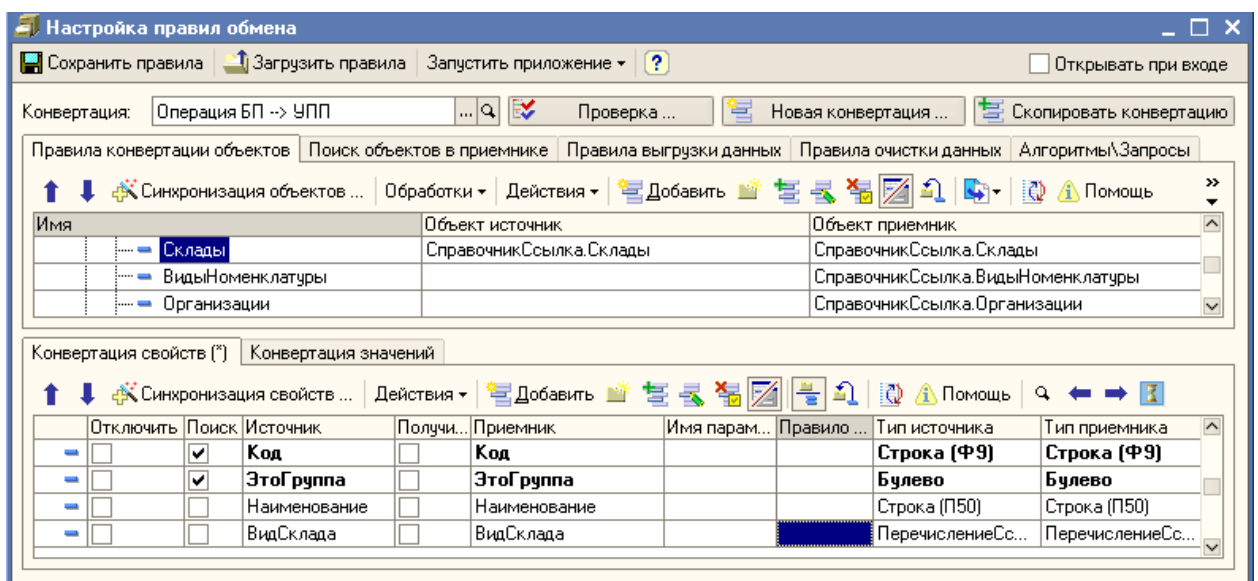 Настройка правил обмена
Сохранить правила Загрузить правила Запустить приложение ? Открывать при входе
Конвертация: Операция БП --> УПП ... Проверка ... Новая конвертация ... Скопировать конвертацию
Правила конвертации объектов Поиск объектов в приемнике Правила выгрузки данных Правила очистки данных Алгоритмы\Запросы
Синхронизация объектов ... Обработки Действия Добавить Помощь
Имя Объект источник Объект приемник
Склады СправочникСсылка.Склады СправочникСсылка.Склады
ВидыНоменклатуры СправочникСсылка.ВидыНоменклатуры
Организации СправочникСсылка.Организации
Конвертация свойств (*) Конвертация значений
Синхронизация свойств ... Действия Добавить Помощь
Отключить Поиск Источник Получи... Приемник Имя парам... Правило ... Тип источника Тип приемника
Код Код Строка (Ф9) Строка (Ф9)
ЭтоГруппа ЭтоГруппа Булево Булево
Наименование Наименование Строка (П50) Строка (П50)
ВидСклада ВидСклада ПеречислениеСс... ПеречислениеСс...